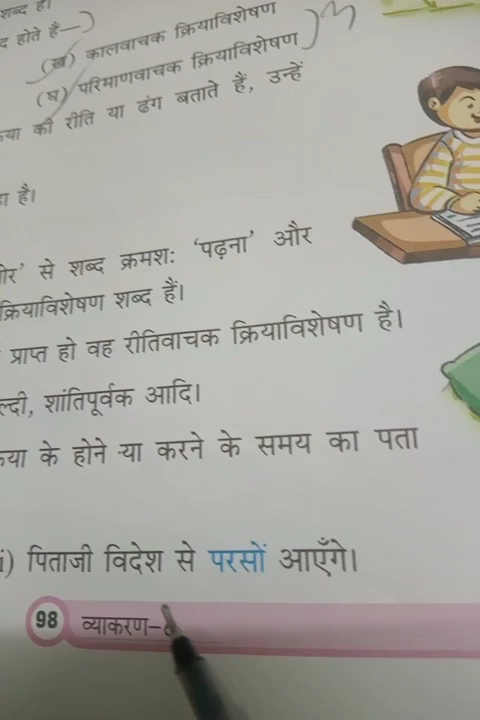 शब्द हैं।
होते हैं—
(ख) कालवाचक क्रियाविशेषण
(घ) परिमाणवाचक क्रियाविशेषण
की रीति या ढंग बताते हैं, उन्हें
है।
से शब्द क्रमशः 'पढ़ना' और
क्रियाविशेषण शब्द हैं।
प्राप्त हो वह रीतिवाचक क्रियाविशेषण है।
शांतिपूर्वक आदि।
के होने या करने के समय का पता
पिताजी विदेश से परसों आएँगे।
98 व्याकरण–